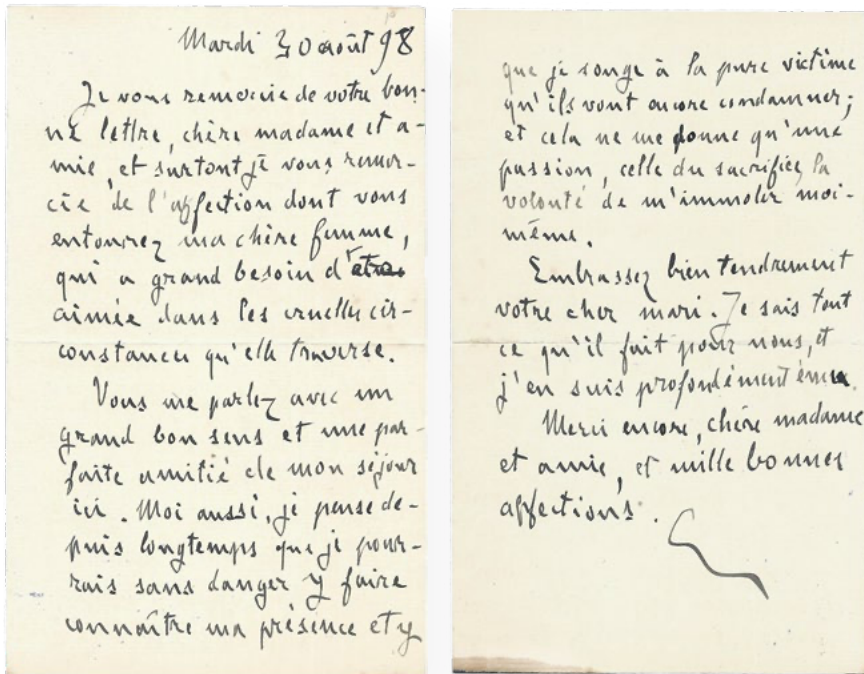 Mardi 30 août 98
Je vous remercie de votre bon-
ne lettre, chère madame et a-
mie, et surtout je vous remer-
cie de l'affection dont vous
entourez ma chère femme,
qui a grand besoin d'être
aimée dans les cruelles cir-
constances qu'elle traverse.
Vous me parlez avec un
grand bon sens et une par-
faite amitié de mon séjour
ici. Moi aussi, je pense de-
puis longtemps que je pour-
rais sans danger y faire
connaître ma présence et y
que je songe à la pure victime
qu'ils vont encore condamner;
et cela ne me donne qu'une
passion, celle du sacrifice, la
volonté de m'immoler moi-
même.
Embrassez bien tendrement
votre cher mari. Je sais tout
ce qu'il fait pour nous, et
j'en suis profondément ému.
Merci encore, chère madame
et amie, et mille bonnes
affections.